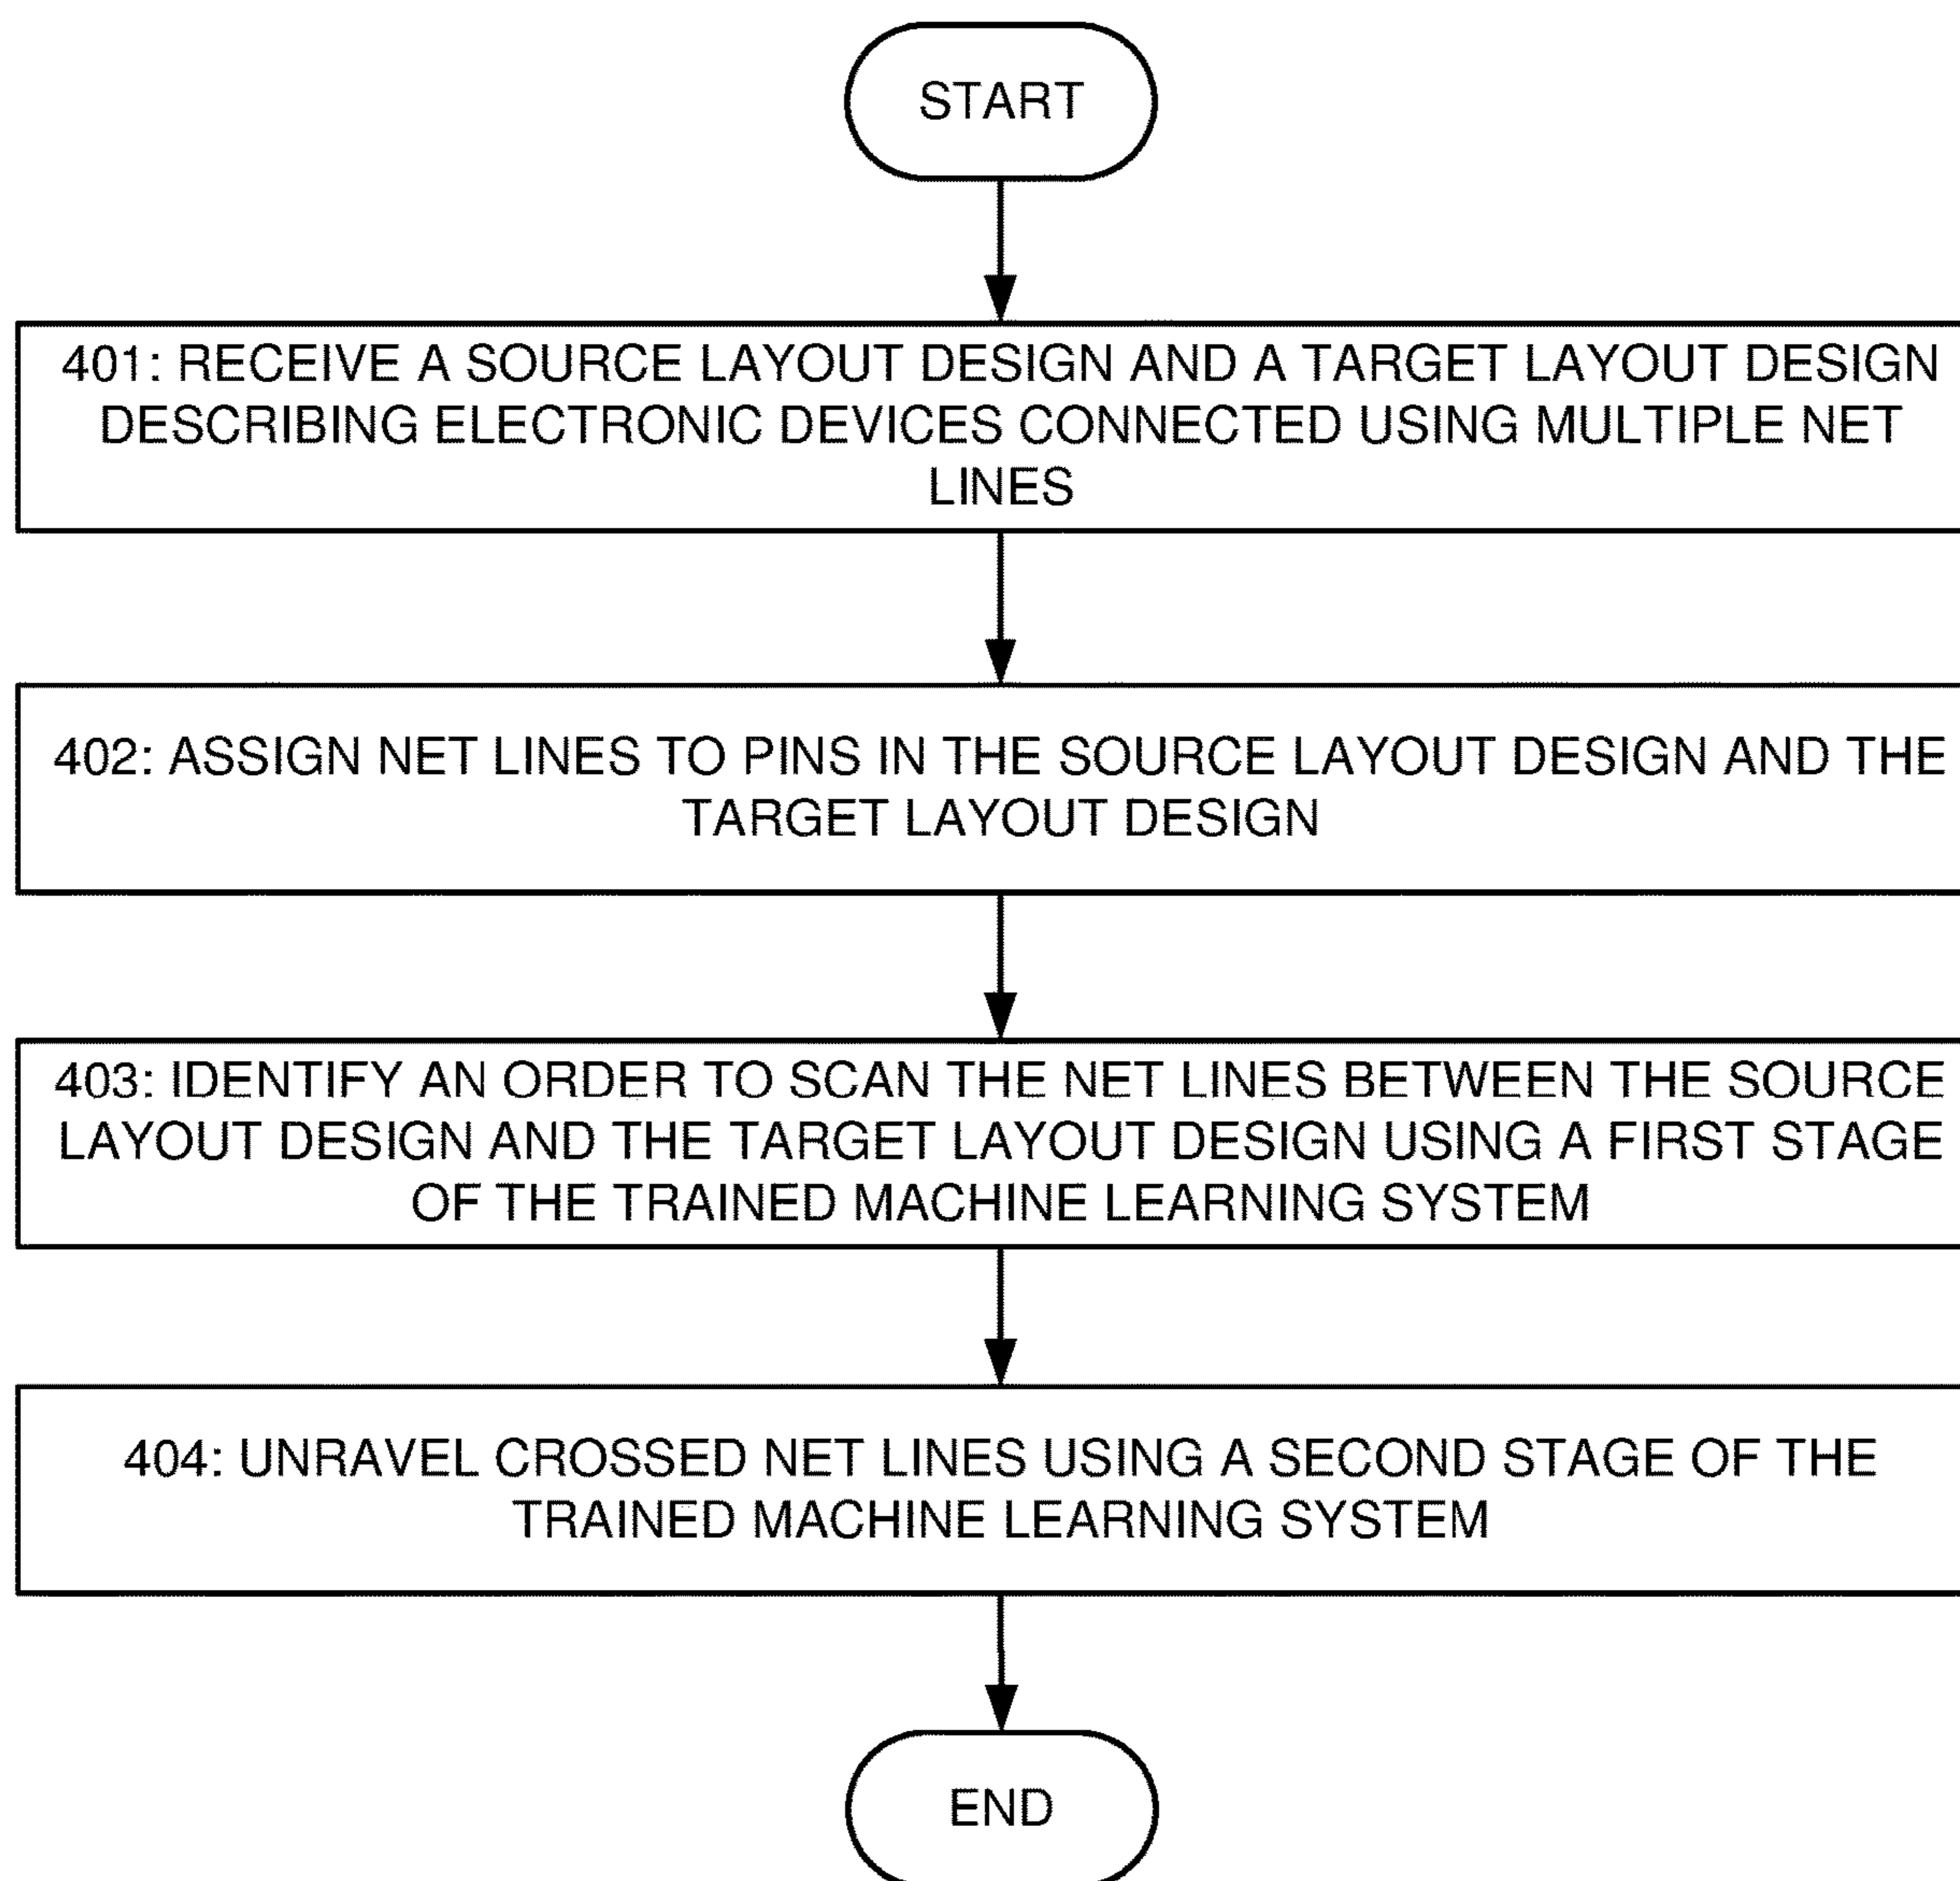 START
401: RECEIVE A SOURCE LAYOUT DESIGN AND A TARGET LAYOUT DESIGN
DESCRIBING ELECTRONIC DEVICES CONNECTED USING MULTIPLE NET
LINES
402: ASSIGN NET LINES TO PINS IN THE SOURCE LAYOUT DESIGN AND THE
TARGET LAYOUT DESIGN
403: IDENTIFY AN ORDER TO SCAN THE NET LINES BETWEEN THE SOURCE
LAYOUT DESIGN AND THE TARGET LAYOUT DESIGN USING A FIRST STAGE
OF THE TRAINED MACHINE LEARNING SYSTEM
404: UNRAVEL CROSSED NET LINES USING A SECOND STAGE OF THE
TRAINED MACHINE LEARNING SYSTEM
END